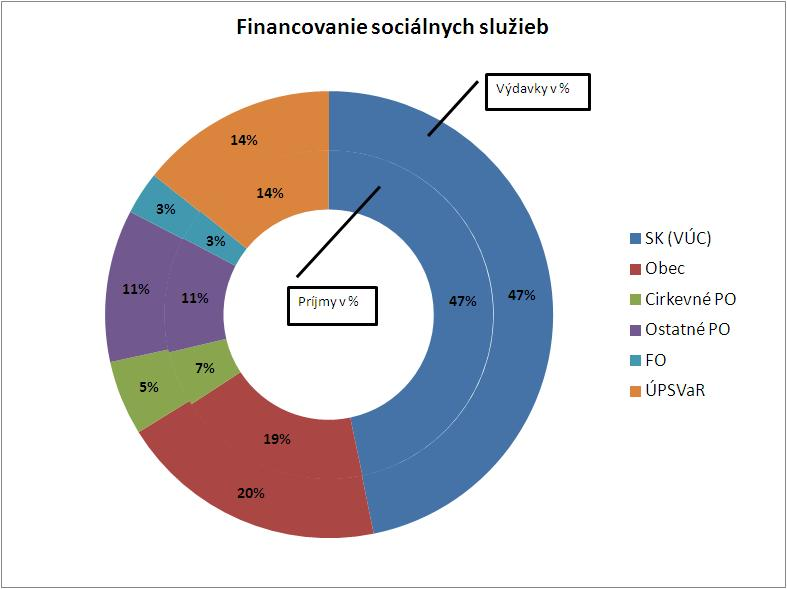 Financovanie sociálnych služieb
Výdavky v %
14%
14%
3%
3%
11%
11%
47%
47%
Príjmy v %
7%
5%
19%
20%
SK (VÚC)
Obec
Cirkevné PO
Ostatné PO
FO
ÚPSVaR